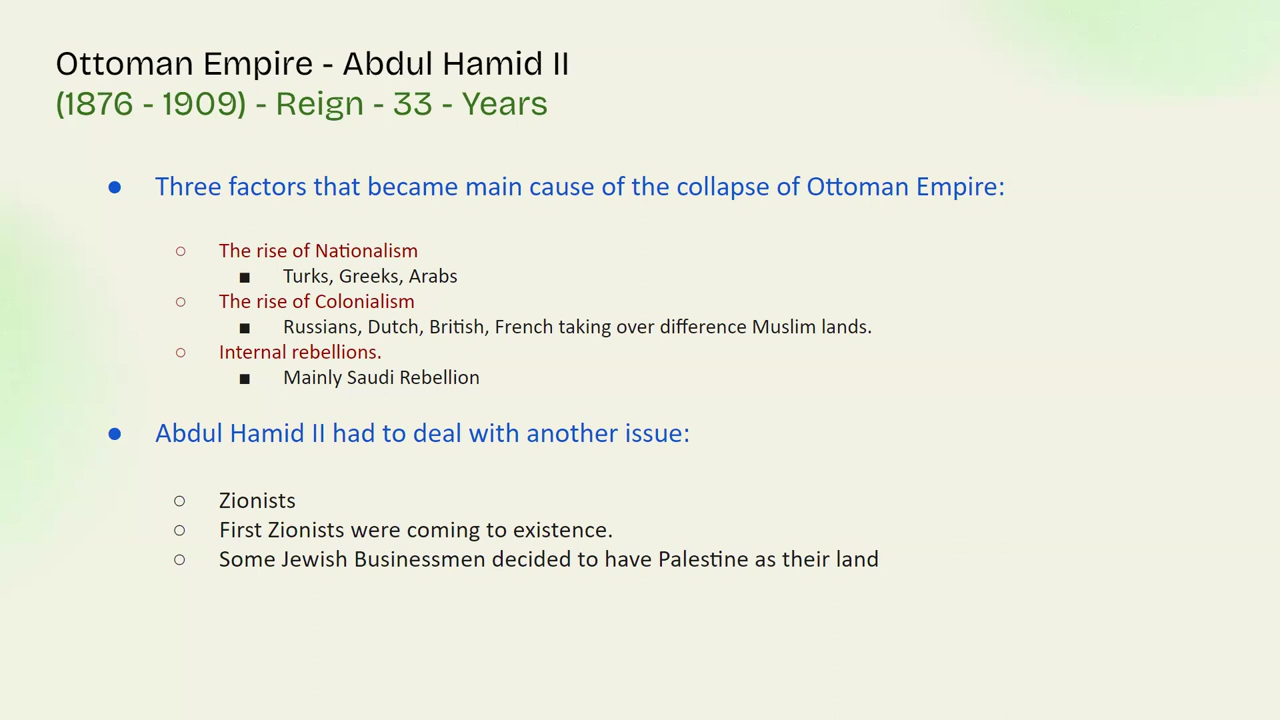 Ottoman Empire - Abdul Hamid II
(1876 - 1909) - Reign - 33 - Years
● Three factors that became main cause of the collapse of Ottoman Empire:
○ The rise of Nationalism
■ Turks, Greeks, Arabs
○ The rise of Colonialism
■ Russians, Dutch, British, French taking over difference Muslim lands.
○ Internal rebellions.
■ Mainly Saudi Rebellion
● Abdul Hamid II had to deal with another issue:
○ Zionists
○ First Zionists were coming to existence.
○ Some Jewish Businessmen decided to have Palestine as their land